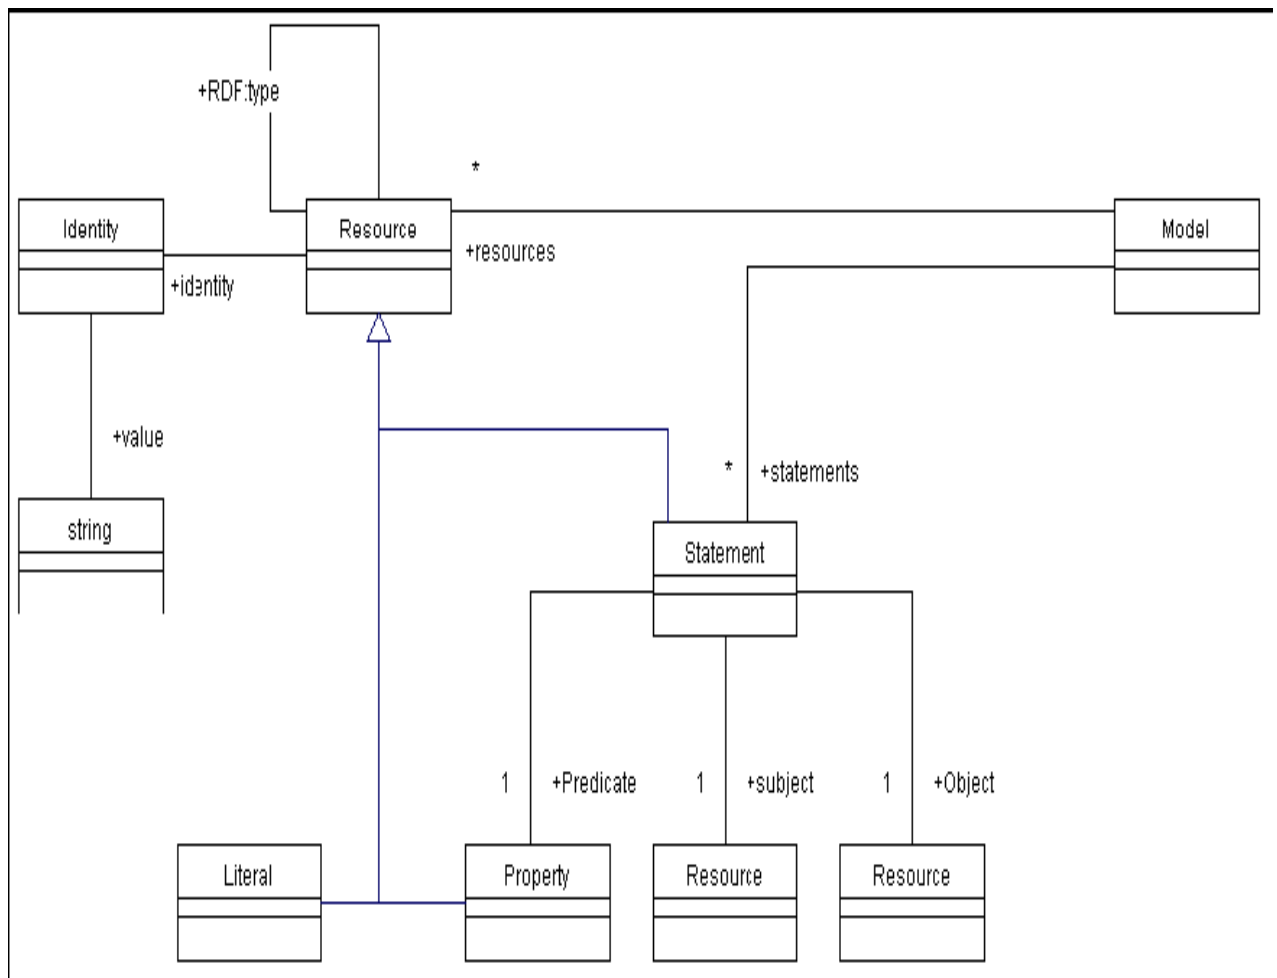 +RDF:type
*
Identity
Resource
Model
+identity
+resources
+value
string
*
+statements
Statement
1
+Predicate
1
+subject
1
+Object
Literal
Property
Resource
Resource